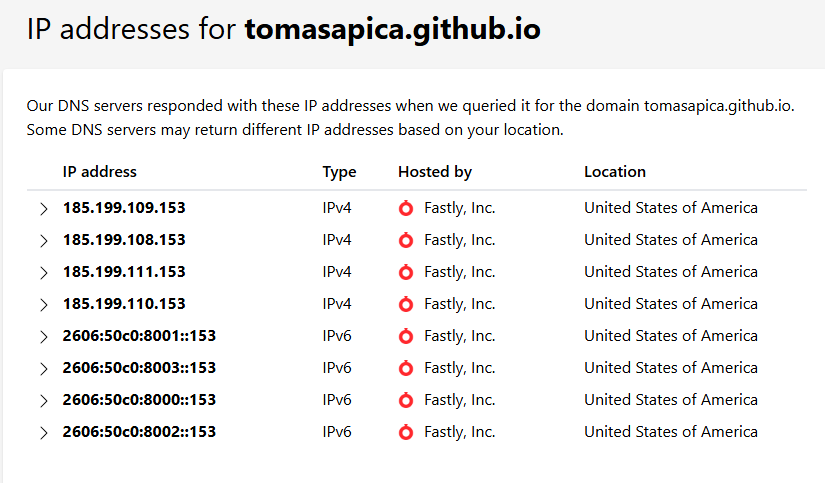 IP addresses for tomasapica.github.io
Our DNS servers responded with these IP addresses when we queried it for the domain tomasapica.github.io.
Some DNS servers may return different IP addresses based on your location.
IP address Type Hosted by Location
185.199.109.153 IPv4 Fastly, Inc. United States of America
185.199.108.153 IPv4 Fastly, Inc. United States of America
185.199.111.153 IPv4 Fastly, Inc. United States of America
185.199.110.153 IPv4 Fastly, Inc. United States of America
2606:50c0:8001::153 IPv6 Fastly, Inc. United States of America
2606:50c0:8003::153 IPv6 Fastly, Inc. United States of America
2606:50c0:8000::153 IPv6 Fastly, Inc. United States of America
2606:50c0:8002::153 IPv6 Fastly, Inc. United States of America